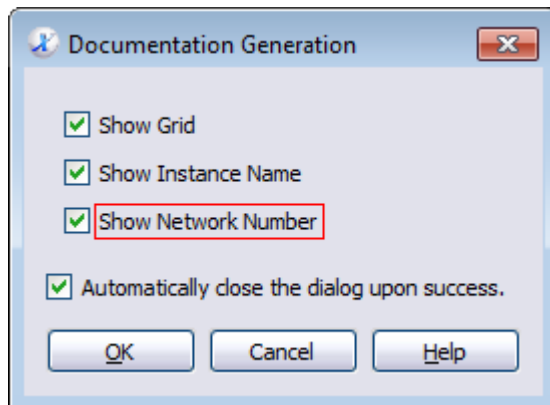 Documentation Generation
Show Grid
Show Instance Name
Show Network Number
Automatically close the dialog upon success.
OK Cancel Help